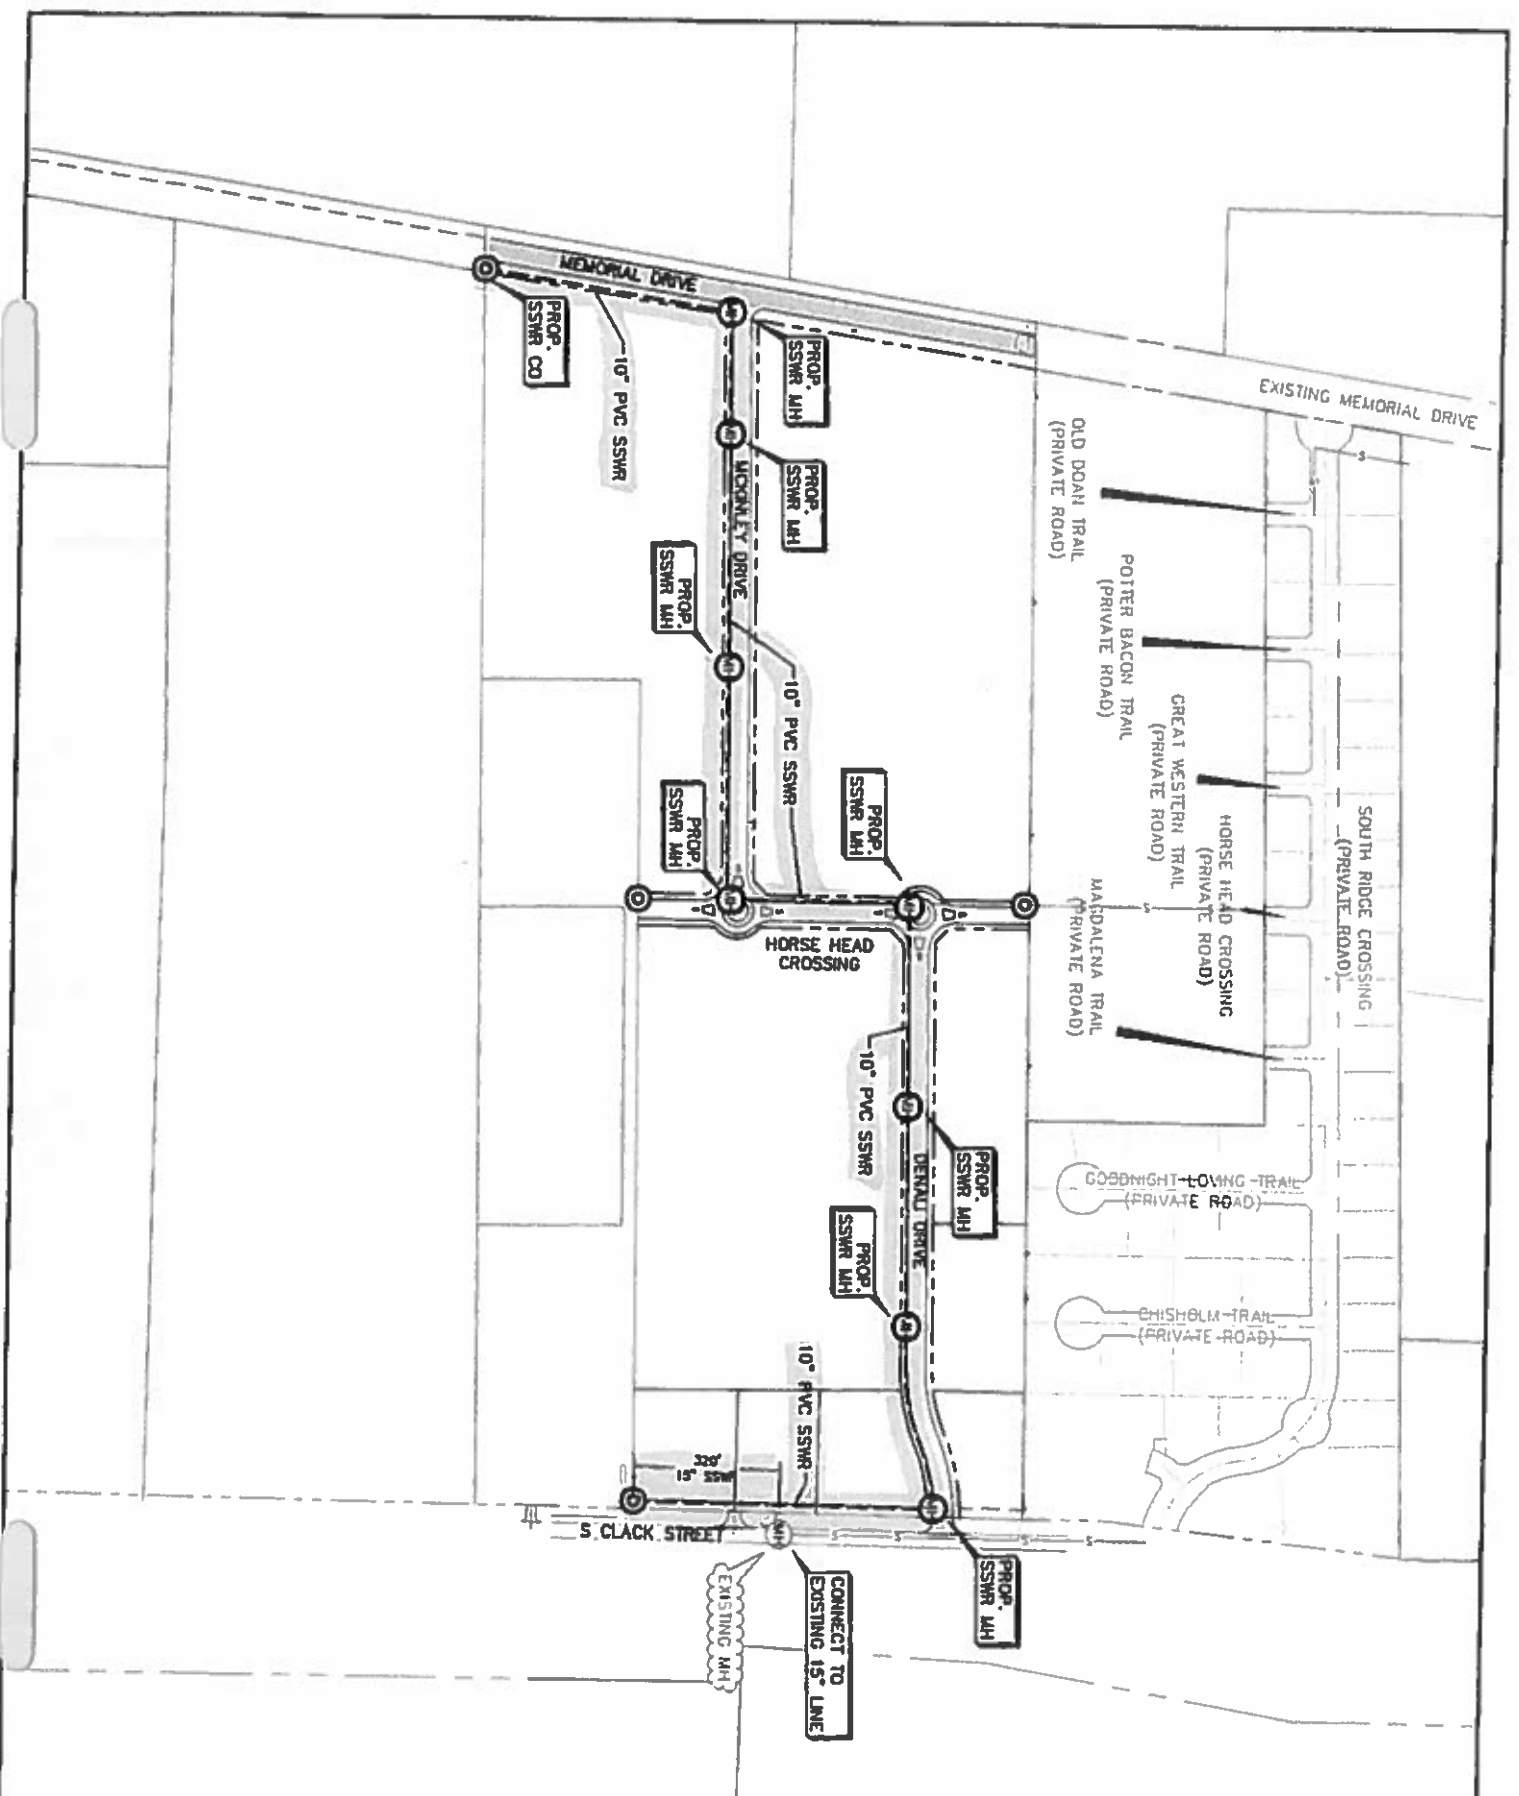 MEMORIAL DRIVE
EXISTING MEMORIAL DRIVE
PROP.
SSWR CO
10" PVC SSWR
PROP.
SSWR MH
PROP.
SSWR MH
MCKINLEY DRIVE
PROP.
SSWR MH
10" PVC SSWR
PROP.
SSWR MH
PROP.
SSWR MH
HORSE HEAD
CROSSING
OLD DOAN TRAIL
(PRIVATE ROAD)
POTTER BACON TRAIL
(PRIVATE ROAD)
GREAT WESTERN TRAIL
(PRIVATE ROAD)
HORSE HEAD CROSSING
(PRIVATE ROAD)
MAGDALENA TRAIL
(PRIVATE ROAD)
SOUTH RIDGE CROSSING
(PRIVATE ROAD)
10" PVC SSWR
PROP.
SSWR MH
DENALI DRIVE
PROP.
SSWR MH
GOODNIGHT-LOVING TRAIL
(PRIVATE ROAD)
CHISHOLM TRAIL
(PRIVATE ROAD)
10" PVC SSWR
320'
15" SSWR
S CLACK STREET
PROP.
SSWR MH
CONNECT TO
EXISTING 15" LINE
EXISTING MH